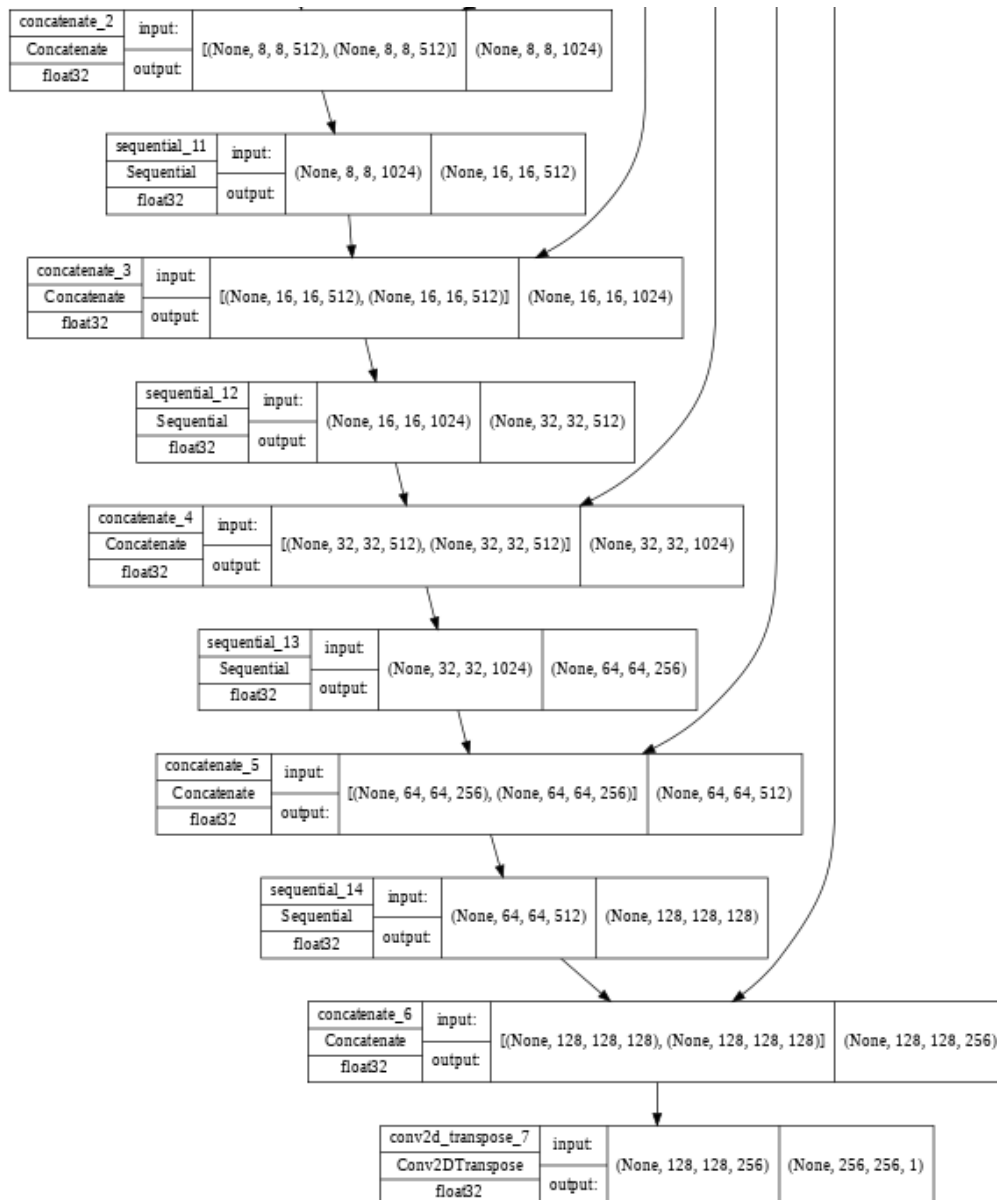 concatenate_2
Concatenate
float32
input:
output:
[(None, 8, 8, 512), (None, 8, 8, 512)]
(None, 8, 8, 1024)
sequential_11
Sequential
float32
input:
output:
(None, 8, 8, 1024)
(None, 16, 16, 512)
concatenate_3
Concatenate
float32
input:
output:
[(None, 16, 16, 512), (None, 16, 16, 512)]
(None, 16, 16, 1024)
sequential_12
Sequential
float32
input:
output:
(None, 16, 16, 1024)
(None, 32, 32, 512)
concatenate_4
Concatenate
float32
input:
output:
[(None, 32, 32, 512), (None, 32, 32, 512)]
(None, 32, 32, 1024)
sequential_13
Sequential
float32
input:
output:
(None, 32, 32, 1024)
(None, 64, 64, 256)
concatenate_5
Concatenate
float32
input:
output:
[(None, 64, 64, 256), (None, 64, 64, 256)]
(None, 64, 64, 512)
sequential_14
Sequential
float32
input:
output:
(None, 64, 64, 512)
(None, 128, 128, 128)
concatenate_6
Concatenate
float32
input:
output:
[(None, 128, 128, 128), (None, 128, 128, 128)]
(None, 128, 128, 256)
conv2d_transpose_7
Conv2DTranspose
float32
input:
output:
(None, 128, 128, 256)
(None, 256, 256, 1)